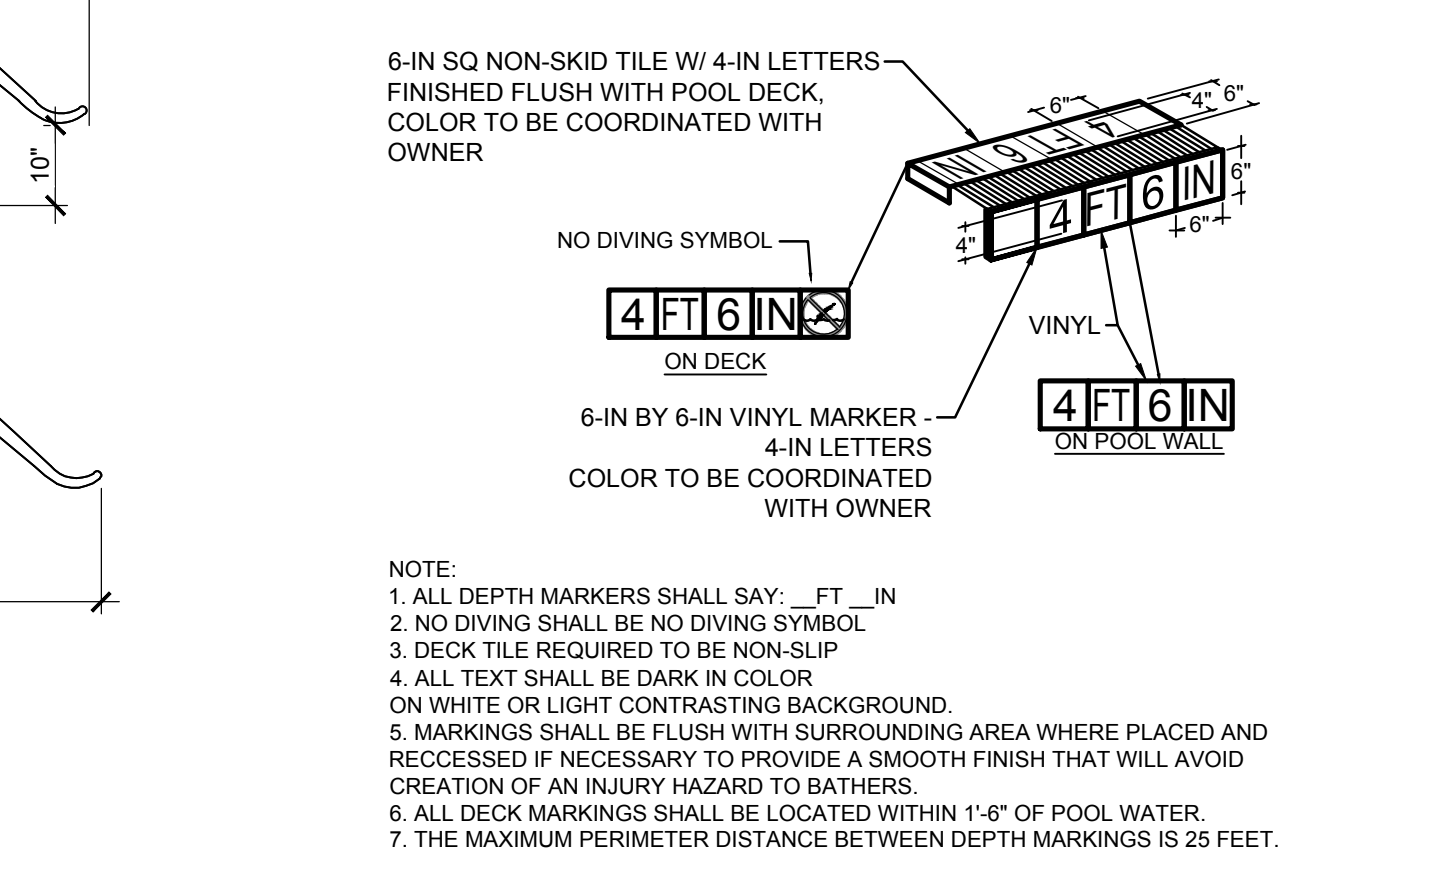 6-IN SQ NON-SKID TILE W/ 4-IN LETTERS
FINISHED FLUSH WITH POOL DECK,
COLOR TO BE COORDINATED WITH
OWNER
10"
6"
4"
6"
IN
6
FT
4
4 FT 6 IN
6"
6"
4"
NO DIVING SYMBOL
4 FT 6 IN
ON DECK
VINYL
4 FT 6 IN
ON POOL WALL
6-IN BY 6-IN VINYL MARKER -
4-IN LETTERS
COLOR TO BE COORDINATED
WITH OWNER
NOTE:
1. ALL DEPTH MARKERS SHALL SAY: __FT __IN
2. NO DIVING SHALL BE NO DIVING SYMBOL
3. DECK TILE REQUIRED TO BE NON-SLIP
4. ALL TEXT SHALL BE DARK IN COLOR
ON WHITE OR LIGHT CONTRASTING BACKGROUND.
5. MARKINGS SHALL BE FLUSH WITH SURROUNDING AREA WHERE PLACED AND
RECCESSED IF NECESSARY TO PROVIDE A SMOOTH FINISH THAT WILL AVOID
CREATION OF AN INJURY HAZARD TO BATHERS.
6. ALL DECK MARKINGS SHALL BE LOCATED WITHIN 1'-6" OF POOL WATER.
7. THE MAXIMUM PERIMETER DISTANCE BETWEEN DEPTH MARKINGS IS 25 FEET.